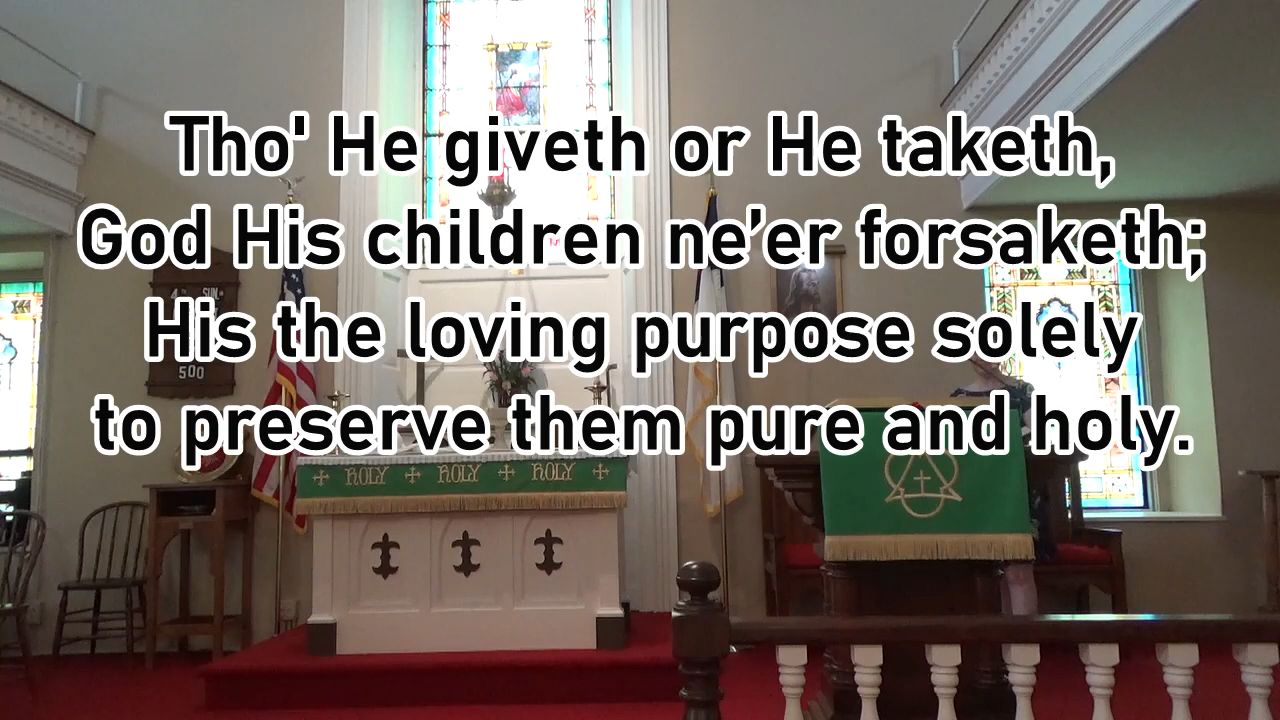 Tho' He giveth or He taketh,
God His children ne’er forsaketh;
His the loving purpose solely
to preserve them pure and holy.
SUN
500
HOLY HOLY HOLY